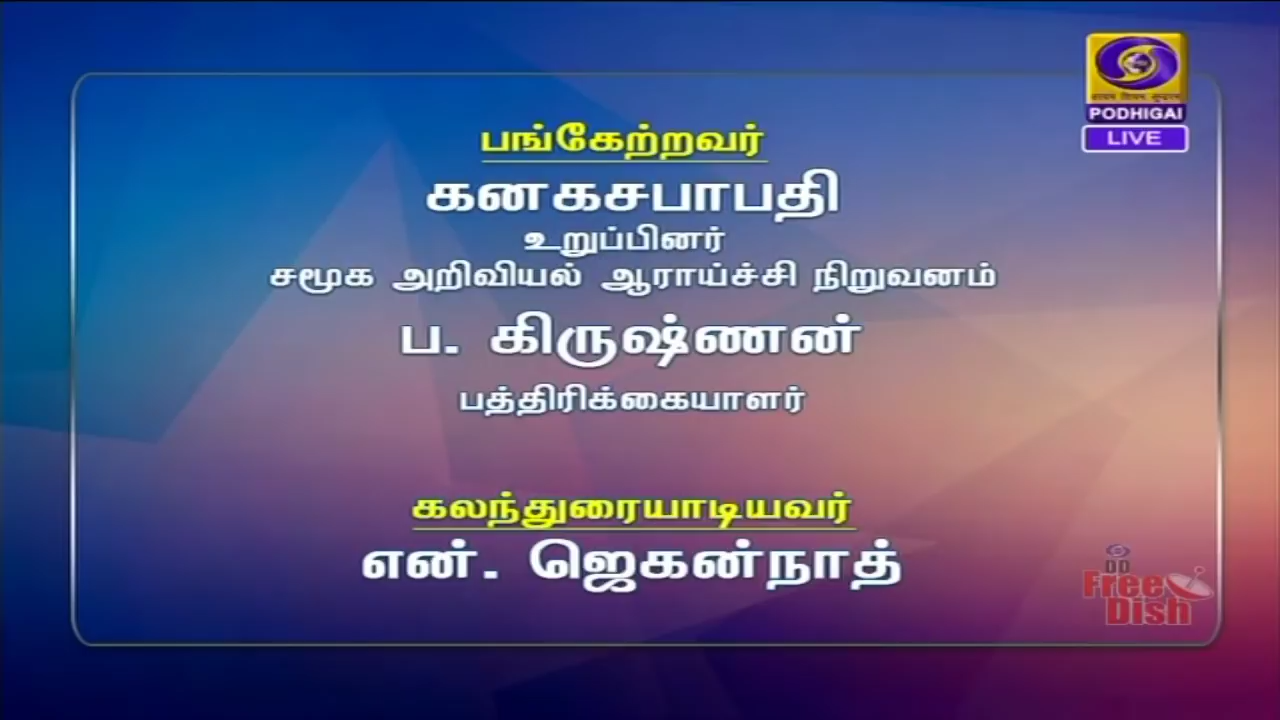 PODHIGAI
LIVE
பங்கேற்றவர்
கனகசபாபதி
உறுப்பினர்
சமூக அறிவியல் ஆராய்ச்சி நிறுவனம்
ப. கிருஷ்ணன்
பத்திரிக்கையாளர்
கலந்துரையாடியவர்
என். ஜெகன்நாத்
DD
Free
Dish